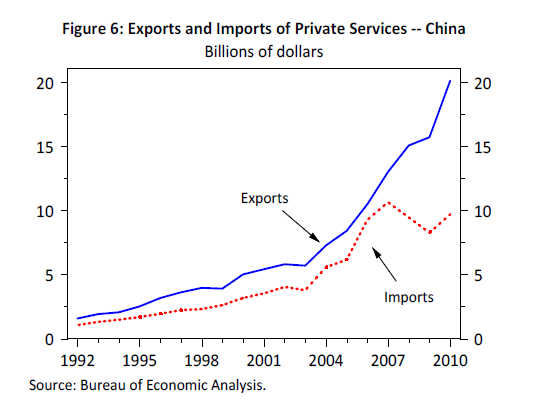 Figure 6: Exports and Imports of Private Services -- China
Billions of dollars
20 20
15 15
10 10
5 5
0 0
Exports
Imports
1992 1995 1998 2001 2004 2007 2010
Source: Bureau of Economic Analysis.